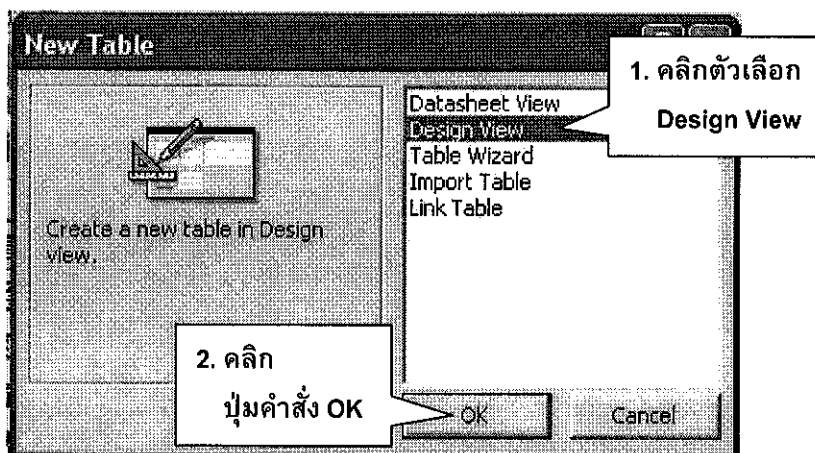 New Table
1. คลิกตัวเลือก
Design View
Datasheet View
Design View
Table Wizard
Import Table
Link Table
Create a new table in Design
view.
2. คลิก
ปุ่มคำสั่ง OK
OK
Cancel